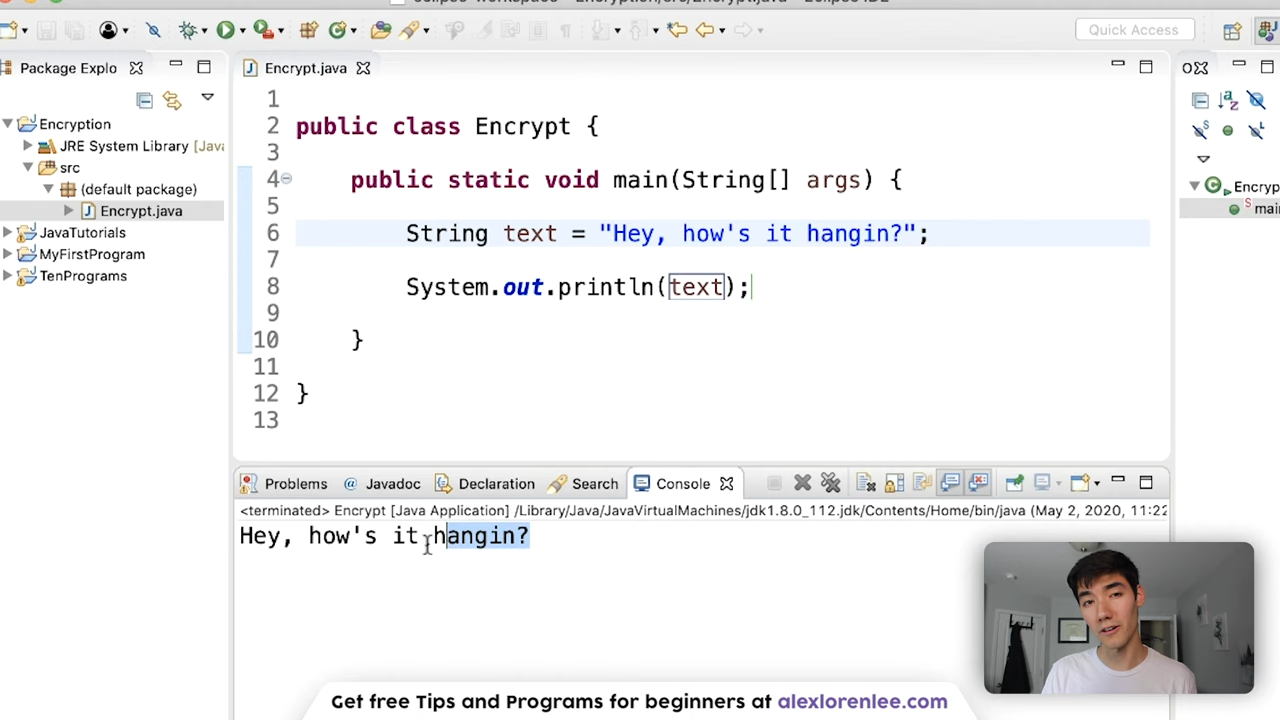 Quick Access
Package Explo
Encrypt.java
Encryption
JRE System Library [Java
src
(default package)
Encrypt.java
JavaTutorials
MyFirstProgram
TenPrograms
1
2 public class Encrypt {
3
4 public static void main(String[] args) {
5
6 String text = "Hey, how's it hangin?";
7
8 System.out.println(text);
9
10 }
11
12 }
13
Encryp
S mai
Problems @ Javadoc Declaration Search Console
<terminated> Encrypt [Java Application] /Library/Java/JavaVirtualMachines/jdk1.8.0_112.jdk/Contents/Home/bin/java (May 2, 2020, 11:22
Hey, how's it hangin?
Get free Tips and Programs for beginners at alexlorenlee.com